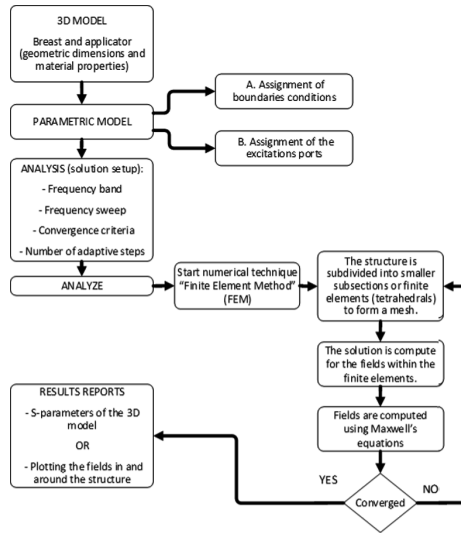 3D MODEL
Breast and applicator
(geometric dimensions and
material properties)
PARAMETRIC MODEL
A. Assignment of
boundaries conditions
B. Assignment of the
excitations ports
ANALYSIS (solution setup):
- Frequency band
- Frequency sweep
- Convergence criteria
- Number of adaptive steps
ANALYZE
Start numerical technique
“Finite Element Method”
(FEM)
The structure is
subdivided into smaller
subsections or finite
elements (tetrahedrals)
to form a mesh.
The solution is compute
for the fields within the
finite elements.
Fields are computed
using Maxwell’s
equations
YES
NO
Converged
RESULTS REPORTS
- S-parameters of the 3D
model
OR
- Plotting the fields in and
around the structure